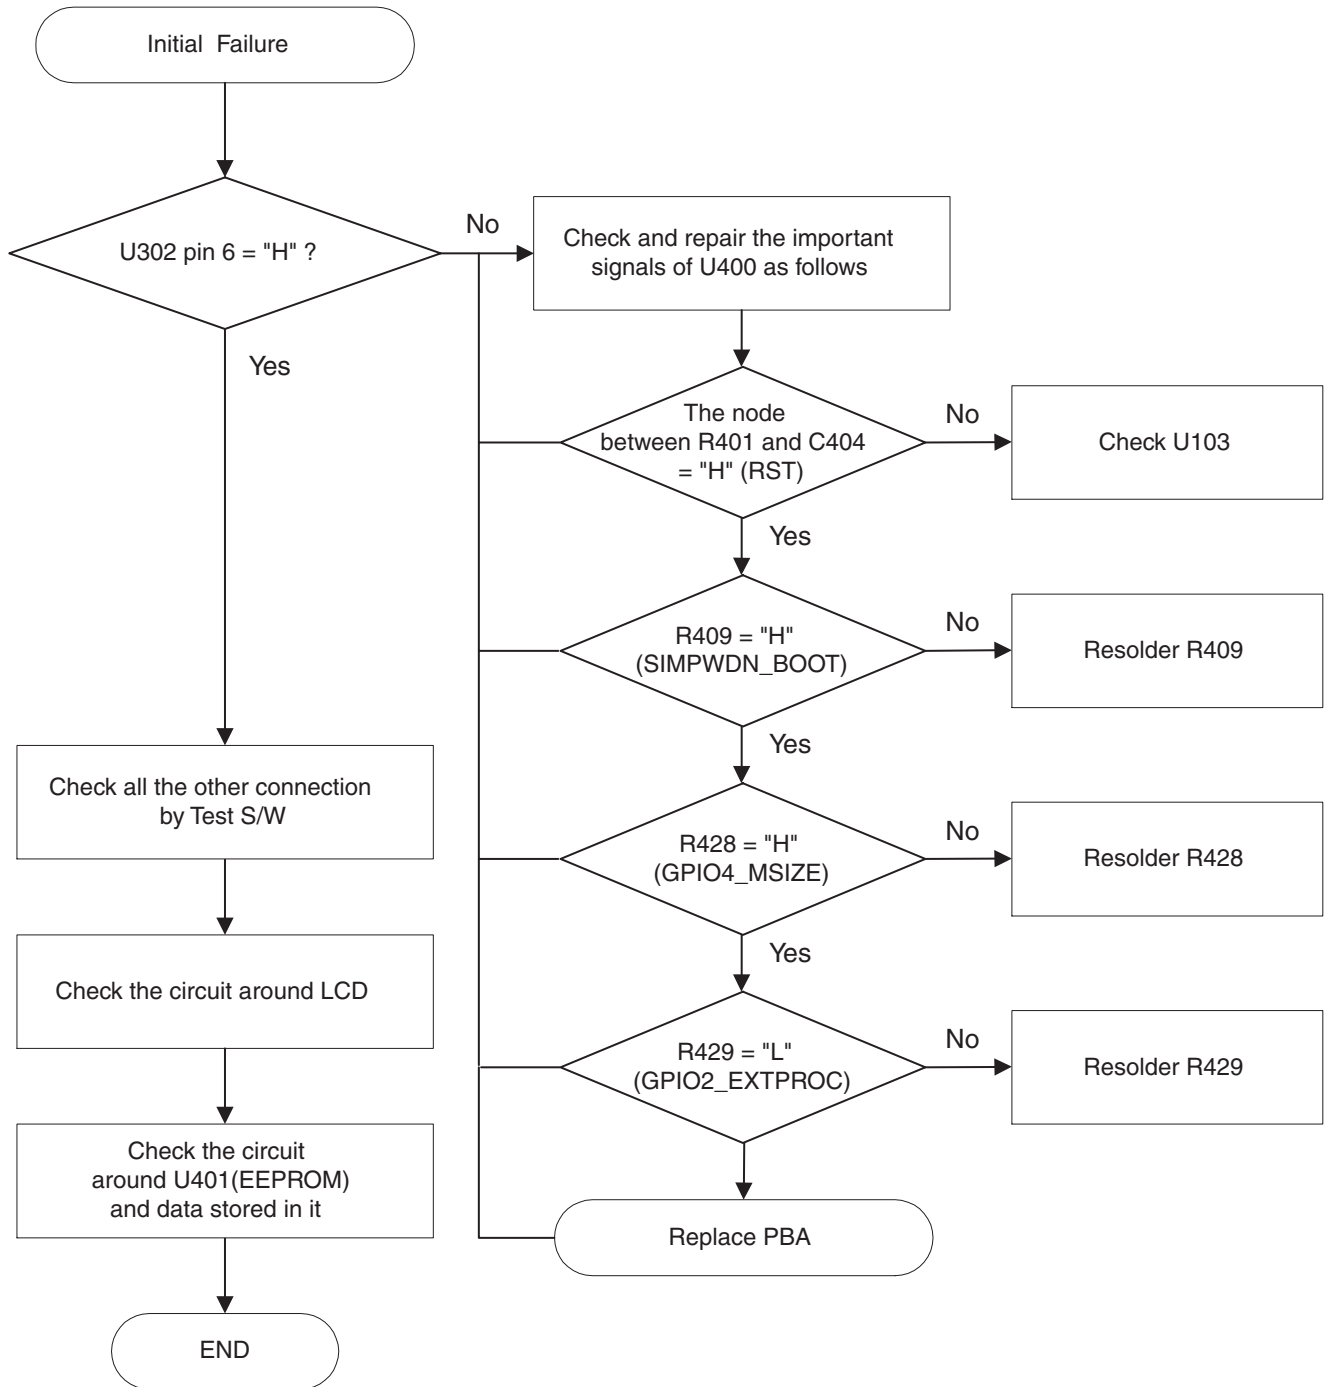 Initial Failure
U302 pin 6 = "H" ?
No
Check and repair the important
signals of U400 as follows
Yes
The node
between R401 and C404
= "H" (RST)
No
Check U103
Yes
R409 = "H"
(SIMPWDN_BOOT)
No
Resolder R409
Yes
R428 = "H"
(GPIO4_MSIZE)
No
Resolder R428
Yes
R429 = "L"
(GPIO2_EXTPROC)
No
Resolder R429
Replace PBA
Check all the other connection
by Test S/W
Check the circuit around LCD
Check the circuit
around U401(EEPROM)
and data stored in it
END